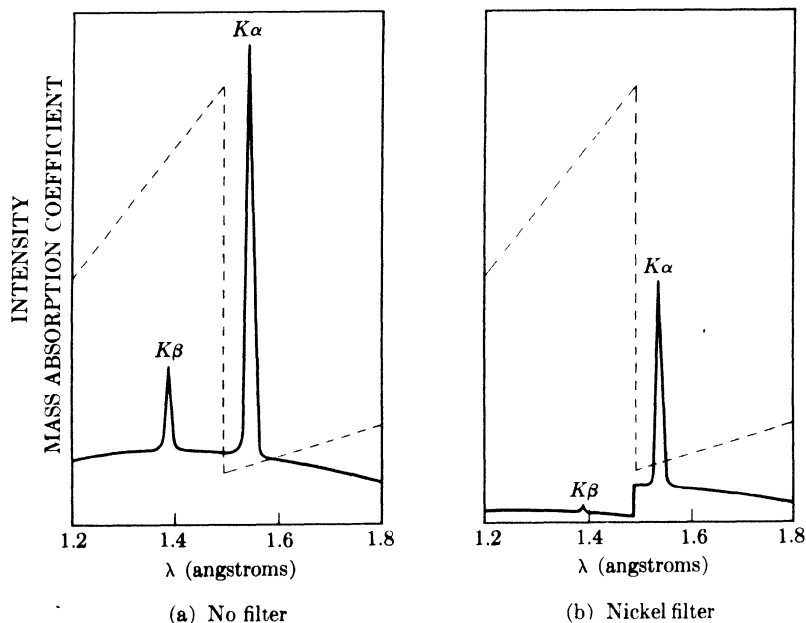 INTENSITY
MASS ABSORPTION COEFFICIENT
Kα
Kβ
1.2 1.4 1.6 1.8
λ (angstroms)
(a) No filter
Kα
Kβ
1.2 1.4 1.6 1.8
λ (angstroms)
(b) Nickel filter